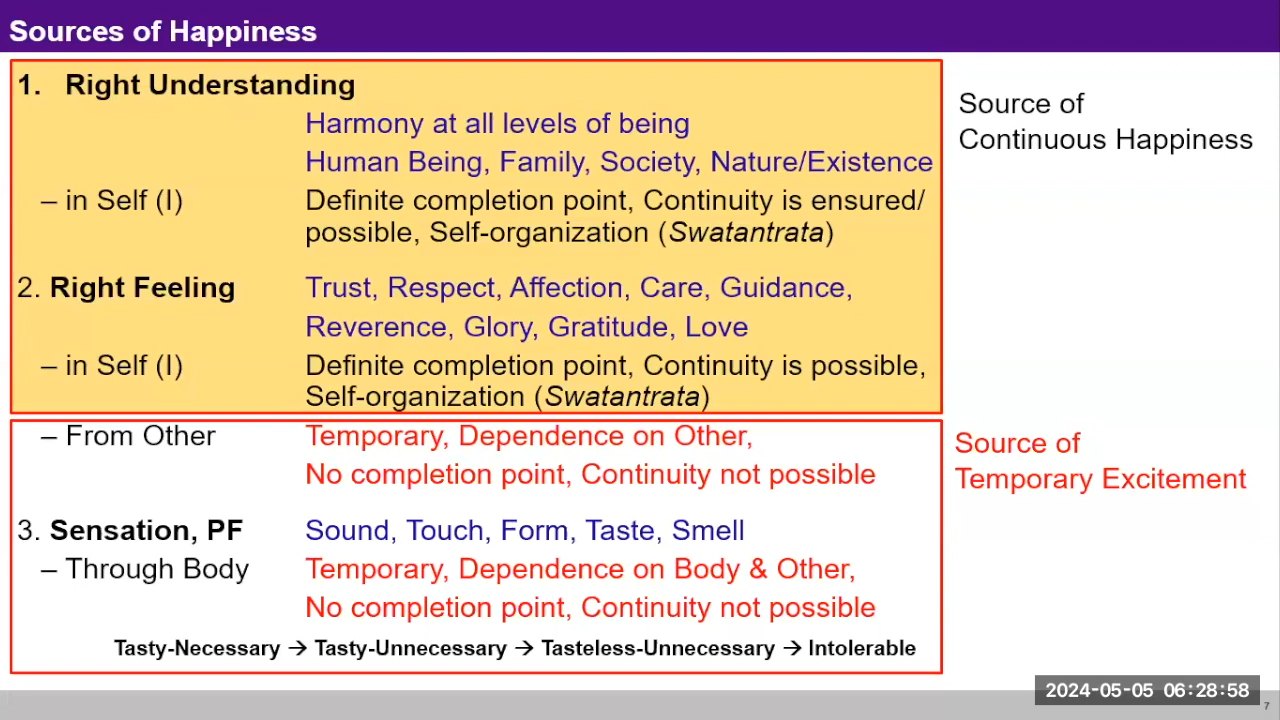 Sources of Happiness
1. Right Understanding
Harmony at all levels of being
Human Being, Family, Society, Nature/Existence
– in Self (I) Definite completion point, Continuity is ensured/
possible, Self-organization (Swatantrata)
2. Right Feeling Trust, Respect, Affection, Care, Guidance,
Reverence, Glory, Gratitude, Love
– in Self (I) Definite completion point, Continuity is possible,
Self-organization (Swatantrata)
Source of
Continuous Happiness
– From Other Temporary, Dependence on Other,
No completion point, Continuity not possible
3. Sensation, PF Sound, Touch, Form, Taste, Smell
– Through Body Temporary, Dependence on Body & Other,
No completion point, Continuity not possible
Tasty-Necessary → Tasty-Unnecessary → Tasteless-Unnecessary → Intolerable
Source of
Temporary Excitement
2024-05-05 06:28:58
7